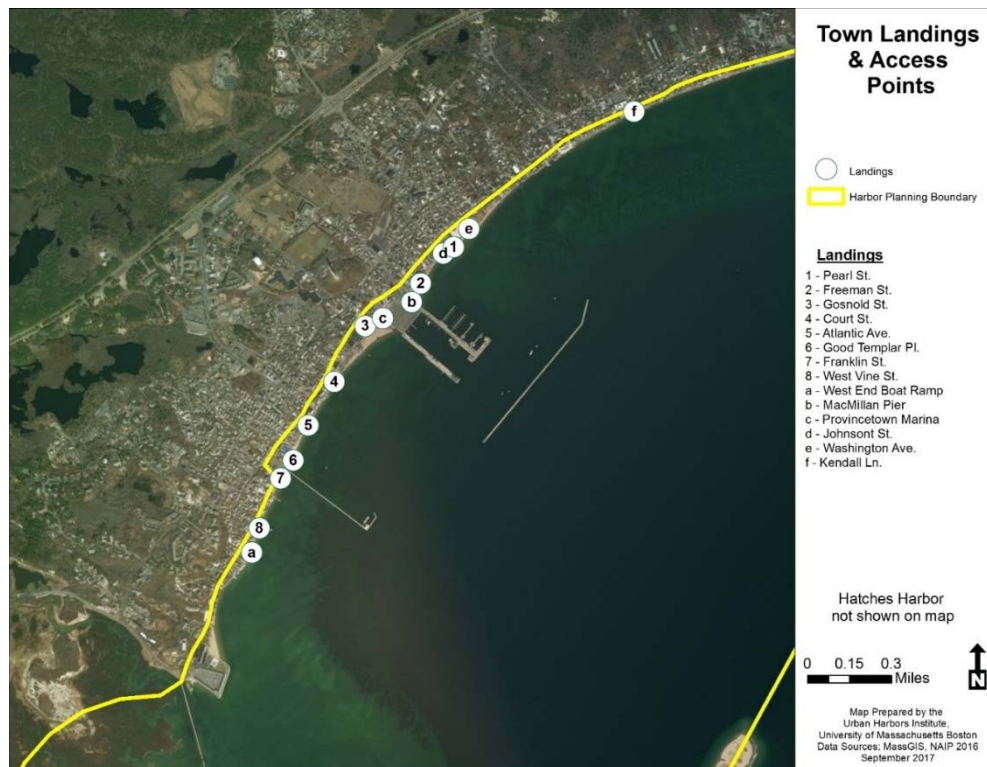 Town Landings
& Access
Points
Landings
Harbor Planning Boundary
Landings
1 - Pearl St.
2 - Freeman St.
3 - Gosnold St.
4 - Court St.
5 - Atlantic Ave.
6 - Good Templar Pl.
7 - Franklin St.
8 - West Vine St.
a - West End Boat Ramp
b - MacMillan Pier
c - Provincetown Marina
d - Johnsont St.
e - Washington Ave.
f - Kendall Ln.
f
e
1
d
2
b
c
3
4
5
6
7
8
a
Hatches Harbor
not shown on map
0 0.15 0.3
Miles
N
Map Prepared by the
Urban Harbors Institute,
University of Massachusetts Boston
Data Sources: MassGIS, NAIP 2016
September 2017